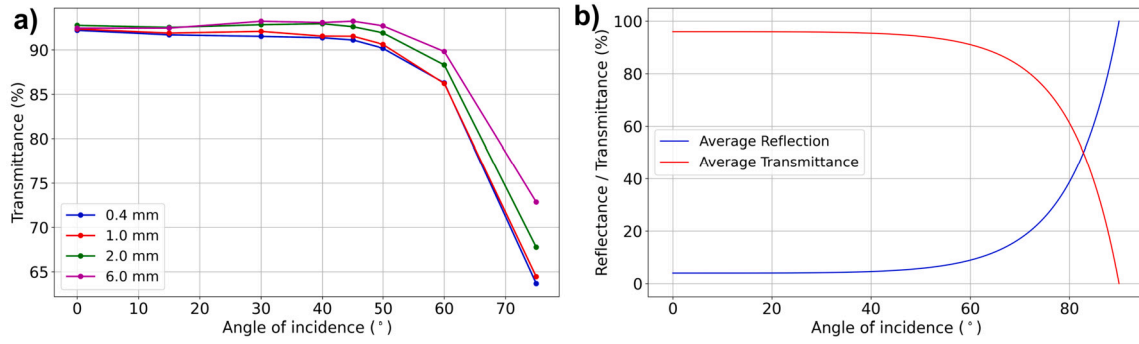 a)
Transmittance (%)
90
85
80
75
70
65
0.4 mm
1.0 mm
2.0 mm
6.0 mm
0 10 20 30 40 50 60 70
Angle of incidence (°)
b)
Reflectance / Transmittance (%)
100
80
60
40
20
0
Average Reflection
Average Transmittance
0 20 40 60 80
Angle of incidence (°)